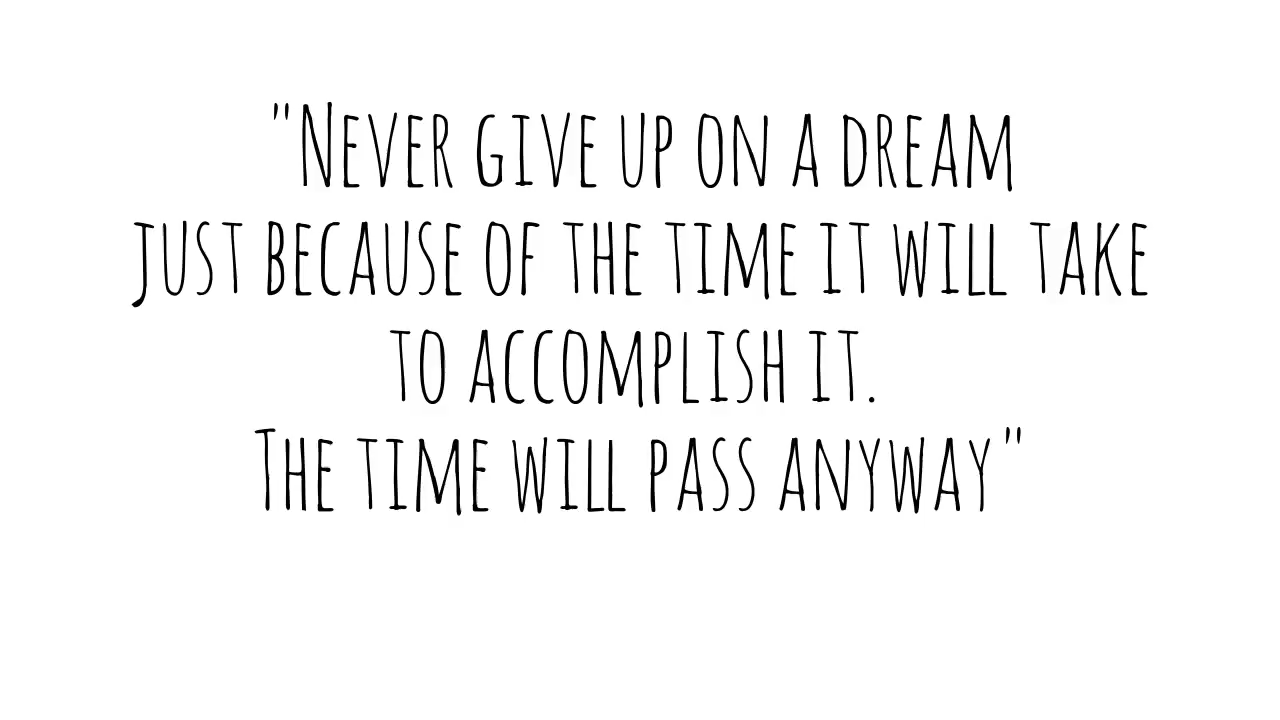 "Never give up on a dream
just because of the time it will take
to accomplish it.
The time will pass anyway"